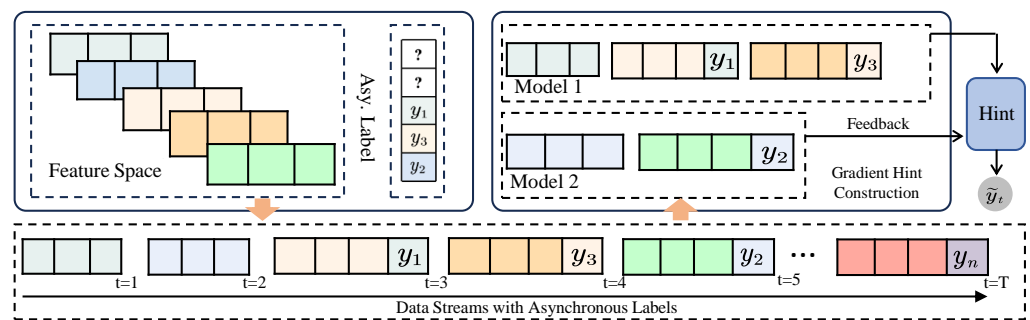 Feature Space
Asy. Label
?
?
y₁
y₃
y₂
y₁
y₃
Model 1
y₂
Model 2
Feedback
Gradient Hint
Construction
Hint
ỹₜ
y₁
y₃
y₂
...
yₙ
t=1
t=2
t=3
t=4
t=5
t=T
Data Streams with Asynchronous Labels